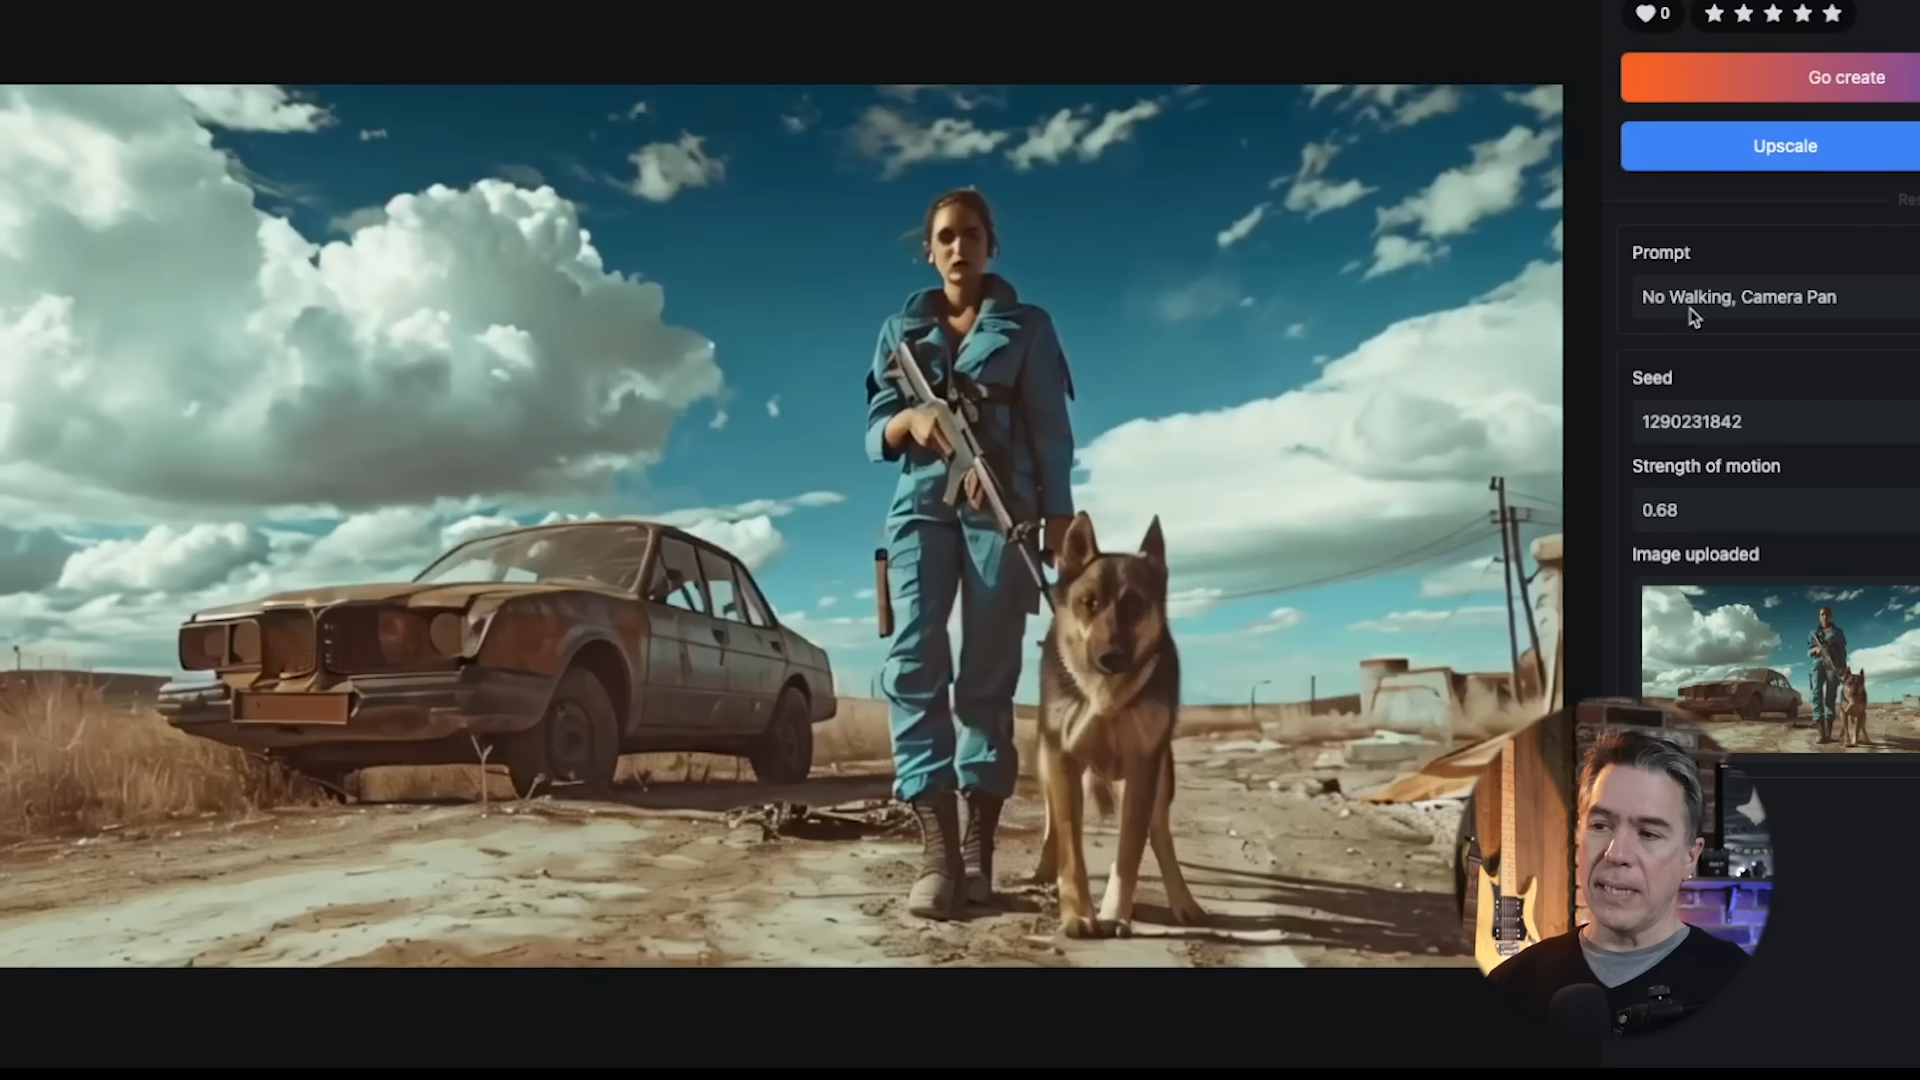 0
Go create
Upscale
Prompt
No Walking, Camera Pan
Seed
1290231842
Strength of motion
0.68
Image uploaded